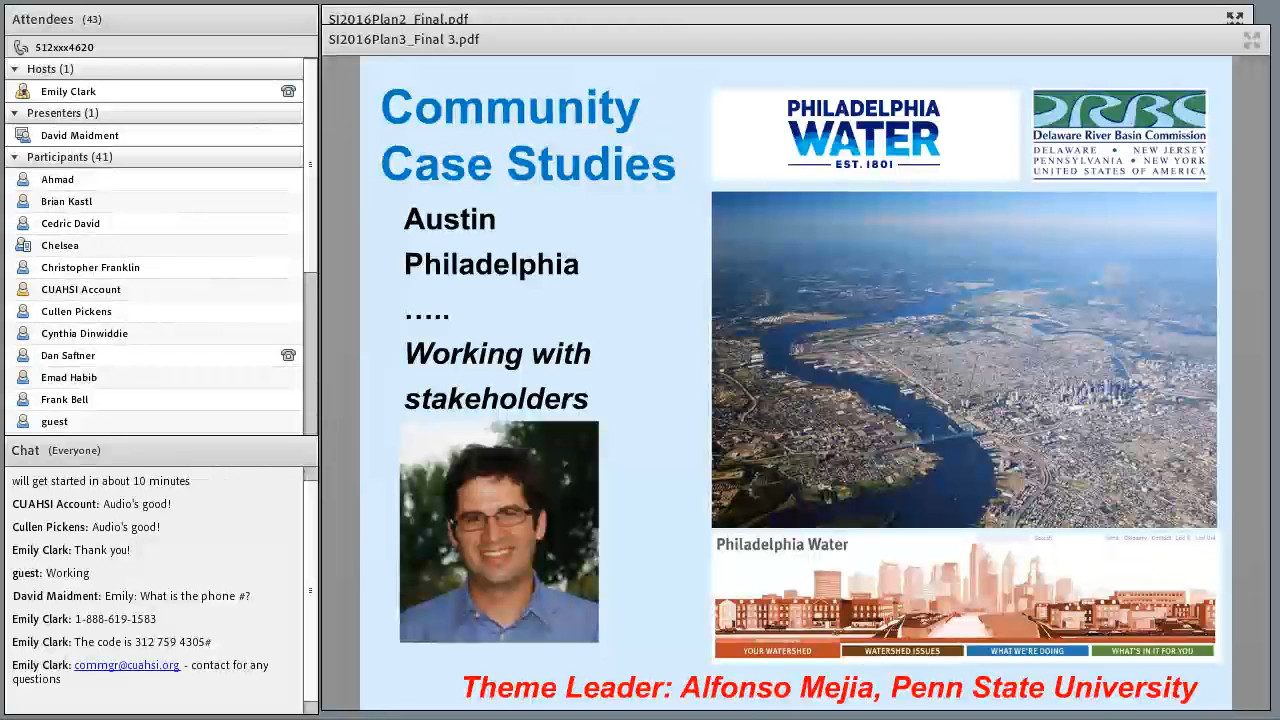 Attendees (43)
512xxx4620
Hosts (1)
Emily Clark
Presenters (1)
David Maidment
Participants (41)
Ahmad
Brian Kastl
Cedric David
Chelsea
Christopher Franklin
CUAHSI Account
Cullen Pickens
Cynthia Dinwiddie
Dan Saftner
Emad Habib
Frank Bell
guest
Chat (Everyone)
will get started in about 10 minutes
CUAHSI Account: Audio's good!
Cullen Pickens: Audio's good!
Emily Clark: Thank you!
guest: Working
David Maidment: Emily: What is the phone #?
Emily Clark: 1-888-619-1583
Emily Clark: The code is 312 759 4305#
Emily Clark: commgr@cuahsi.org - contact for any
questions
SI2016Plan2_Final.pdf
SI2016Plan3_Final 3.pdf
Community
Case Studies
Austin
Philadelphia
…..
Working with
stakeholders
PHILADELPHIA
WATER
EST. 1801
DRBC
Delaware River Basin Commission
DELAWARE • NEW JERSEY
PENNSYLVANIA • NEW YORK
UNITED STATES OF AMERICA
Search
Philadelphia Water
YOUR WATERSHED
WATERSHED ISSUES
WHAT WE'RE DOING
WHAT'S IN IT FOR YOU
Theme Leader: Alfonso Mejia, Penn State University